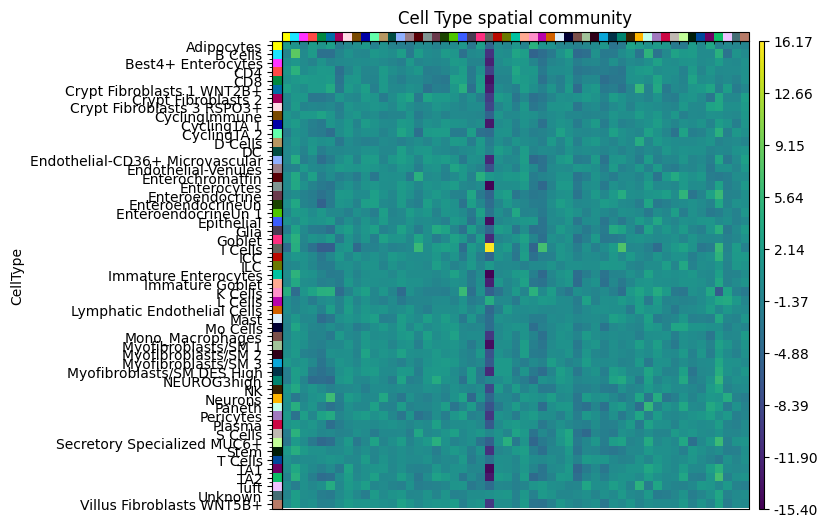 Cell Type spatial community
CellType
Adipocytes
B Cells
Best4+ Enterocytes
CD4
CD8
Crypt Fibroblasts 1 WNT2B+
Crypt Fibroblasts 2
Crypt Fibroblasts 3 RSPO3+
CyclingImmune
CyclingTA 1
CyclingTA 2
D Cells
DC
Endothelial-CD36+ Microvascular
Endothelial-Venules
Enterochromaffin
Enterocytes
Enteroendocrine
EnteroendocrineUn
EnteroendocrineUn 1
Epithelial
Glia
Goblet
I Cells
ICC
ILC
Immature Enterocytes
Immature Goblet
K Cells
L Cells
Lymphatic Endothelial Cells
Mast
Mo Cells
Mono_Macrophages
Myofibroblasts/SM 1
Myofibroblasts/SM 2
Myofibroblasts/SM 3
Myofibroblasts/SM DES High
NEUROG3high
NK
Neurons
Paneth
Pericytes
Plasma
S Cells
Secretory Specialized MUC6+
Stem
T Cells
TA1
TA2
Tuft
Unknown
Villus Fibroblasts WNT5B+
16.17
12.66
9.15
5.64
2.14
-1.37
-4.88
-8.39
-11.90
-15.40